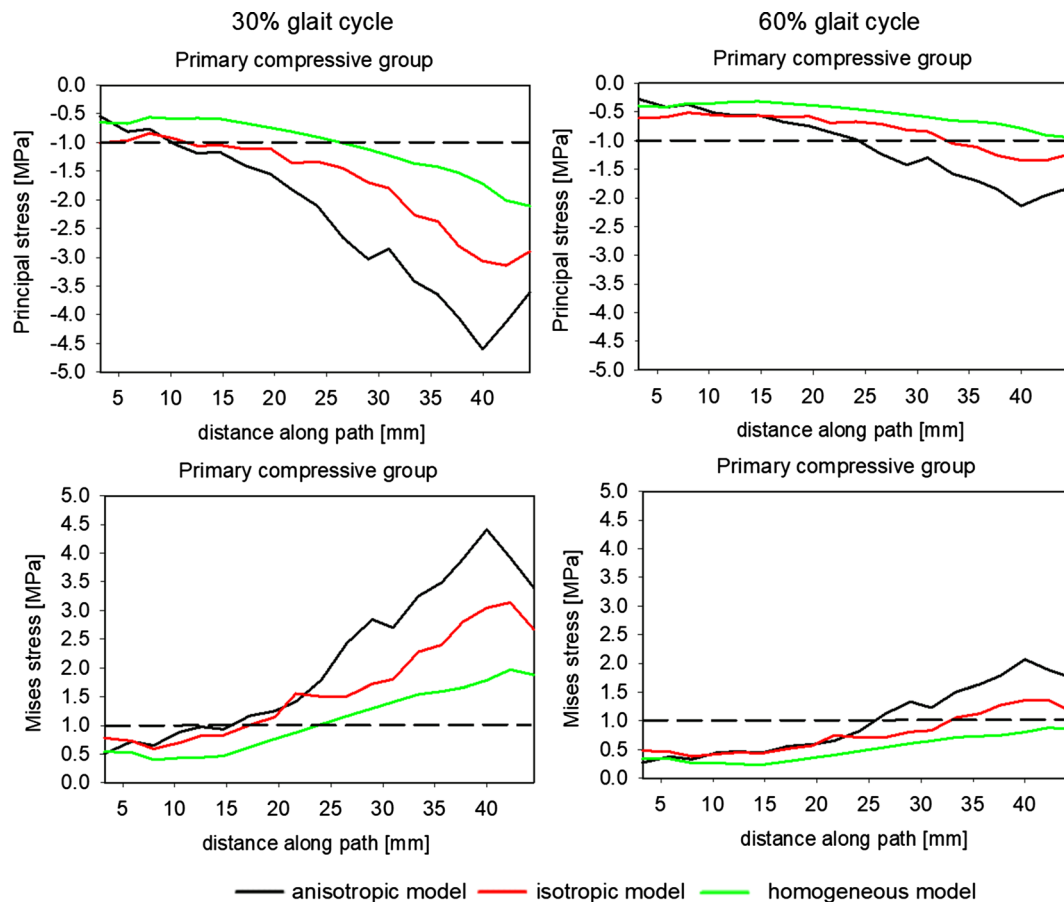 30% glait cycle
60% glait cycle
Primary compressive group
Principal stress [MPa]
0.0
-0.5
-1.0
-1.5
-2.0
-2.5
-3.0
-3.5
-4.0
-4.5
-5.0
5 10 15 20 25 30 35 40
distance along path [mm]
Primary compressive group
Principal stress [MPa]
0.0
-0.5
-1.0
-1.5
-2.0
-2.5
-3.0
-3.5
-4.0
-4.5
-5.0
5 10 15 20 25 30 35 40
distance along path [mm]
Primary compressive group
Mises stress [MPa]
5.0
4.5
4.0
3.5
3.0
2.5
2.0
1.5
1.0
0.5
0.0
5 10 15 20 25 30 35 40
distance along path [mm]
Primary compressive group
Mises stress [MPa]
5.0
4.5
4.0
3.5
3.0
2.5
2.0
1.5
1.0
0.5
0.0
5 10 15 20 25 30 35 40
distance along path [mm]
anisotropic model isotropic model homogeneous model